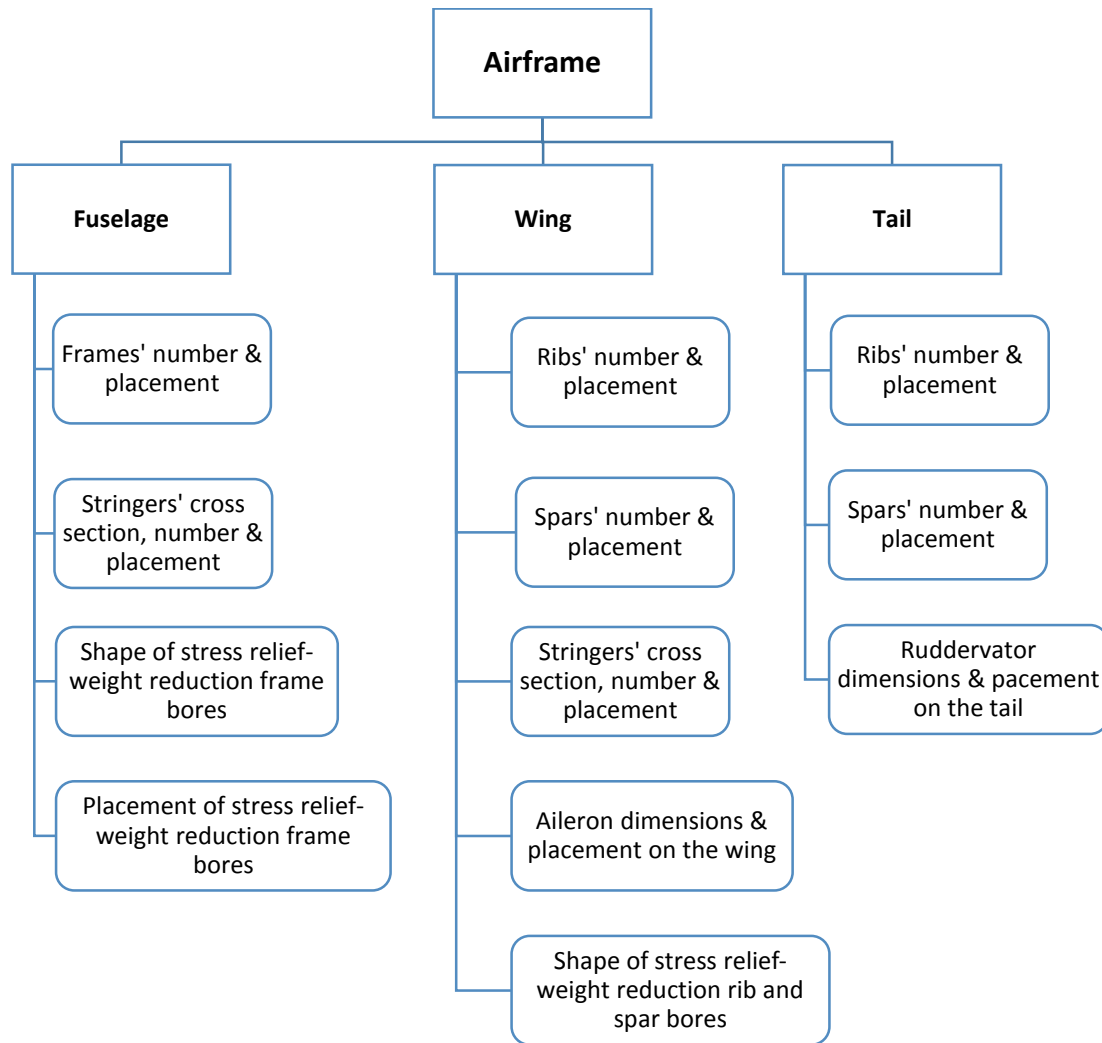 Airframe
Fuselage
Wing
Tail
Frames' number &
placement
Stringers' cross
section, number &
placement
Shape of stress relief-
weight reduction frame
bores
Placement of stress relief-
weight reduction frame
bores
Ribs' number &
placement
Spars' number &
placement
Stringers' cross
section, number &
placement
Aileron dimensions &
placement on the wing
Shape of stress relief-
weight reduction rib and
spar bores
Ribs' number &
placement
Spars' number &
placement
Ruddervator
dimensions & pacement
on the tail